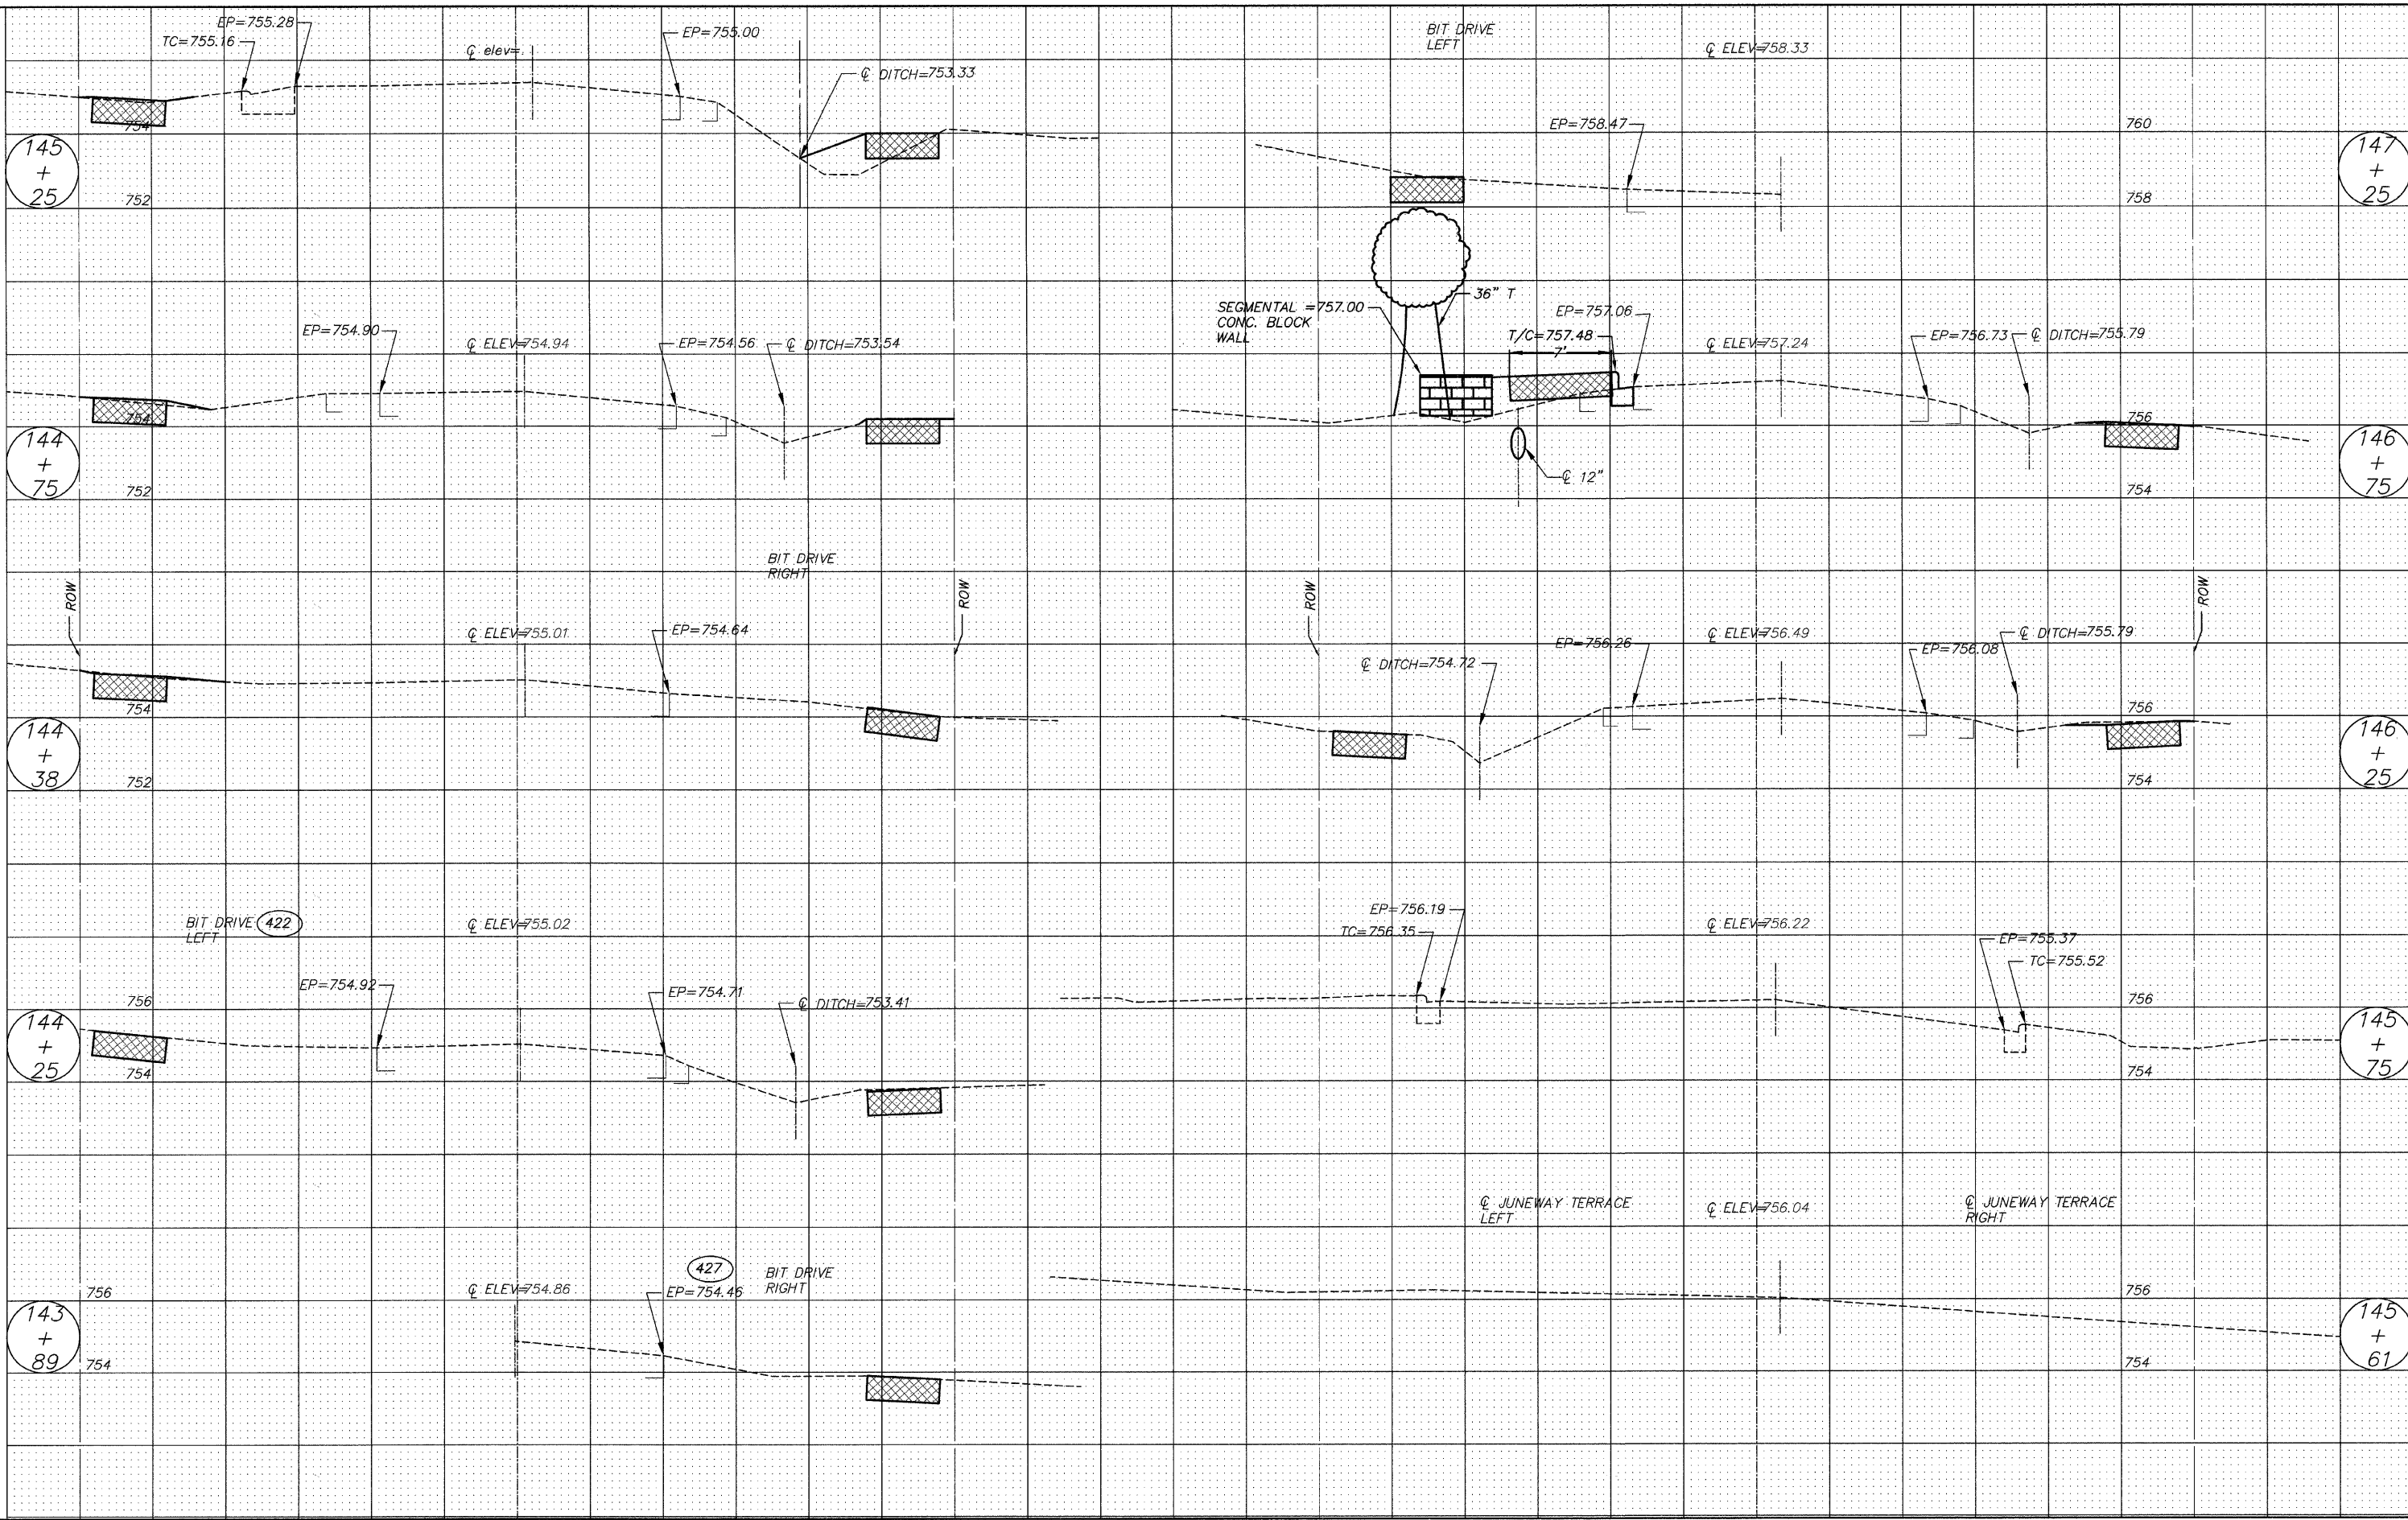 EP=755.28
TC=755.16
℄ elev=.
EP=755.00
℄ DITCH=753.33
754
145
+
25
752
EP=754.90
℄ ELEV=754.94
EP=754.56
℄ DITCH=753.54
754
144
+
75
752
BIT DRIVE
RIGHT
ROW
ROW
℄ ELEV=755.01
EP=754.64
754
144
+
38
752
BIT DRIVE
LEFT
422
℄ ELEV=755.02
EP=754.92
EP=754.71
℄ DITCH=753.41
756
144
+
25
754
427
BIT DRIVE
RIGHT
℄ ELEV=754.86
EP=754.46
756
143
+
89
754
BIT DRIVE
LEFT
℄ ELEV=758.33
EP=758.47
760
147
+
25
758
SEGMENTAL =757.00
CONC. BLOCK
WALL
36" T
EP=757.06
T/C=757.48
7'
℄ ELEV=757.24
EP=756.73
℄ DITCH=755.79
756
℄ 12"
146
+
75
754
ROW
ROW
℄ DITCH=754.72
EP=756.26
℄ ELEV=756.49
EP=756.08
℄ DITCH=755.79
756
146
+
25
754
EP=756.19
TC=756.35
℄ ELEV=756.22
EP=755.37
TC=755.52
756
145
+
75
754
℄ JUNEWAY TERRACE
LEFT
℄ ELEV=756.04
℄ JUNEWAY TERRACE
RIGHT
756
145
+
61
754